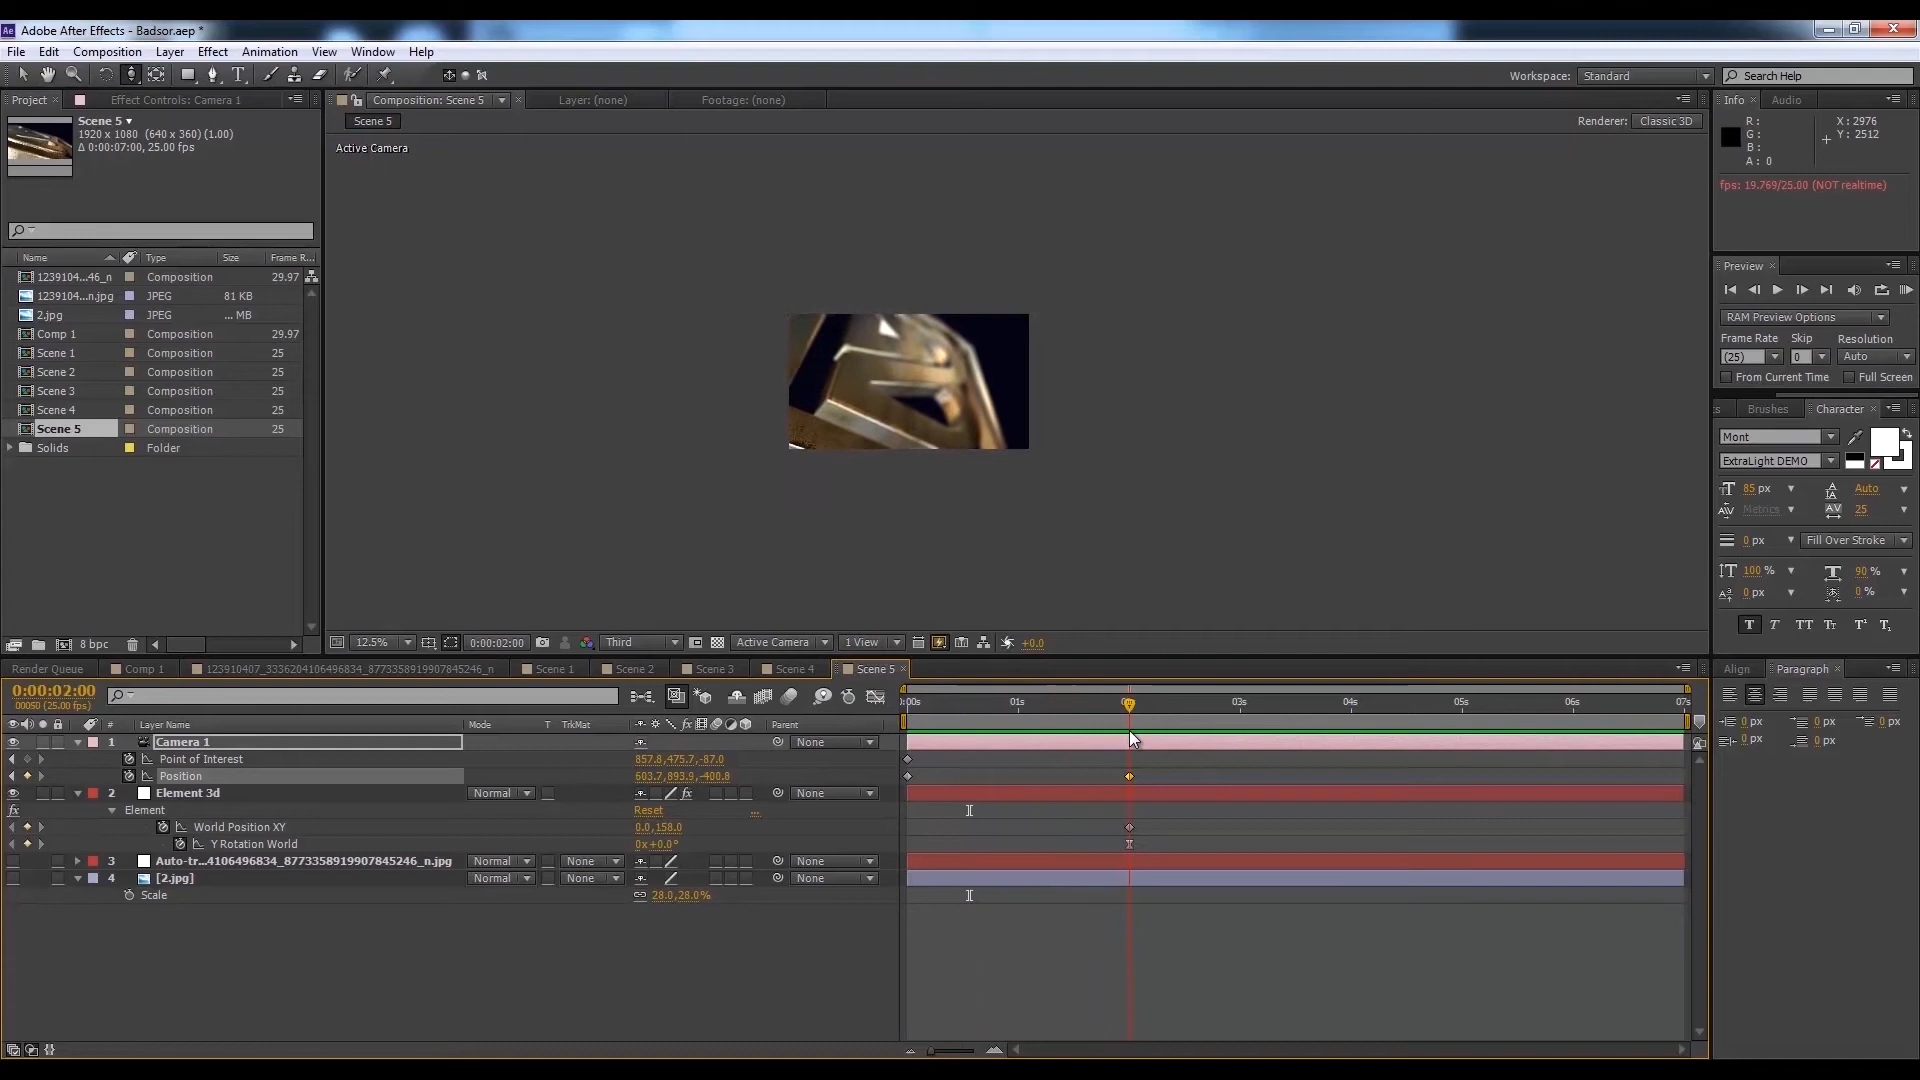 Adobe After Effects - Badsor.aep *
File Edit Composition Layer Effect Animation View Window Help
Workspace: Standard Search Help
Project Effect Controls: Camera 1
Composition: Scene 5 Layer: (none) Footage: (none)
Info Audio
Scene 5
1920 x 1080 (640 x 360) (1.00)
Δ 0:00:07:00, 25.00 fps
Scene 5
Renderer: Classic 3D
Active Camera
R:
G:
B:
A: 0
X: 2976
Y: 2512
fps: 19.769/25.00 (NOT realtime)
Name Type Size Frame R...
1239104...46_n Composition 29.97
1239104...n.jpg JPEG 81 KB
2.jpg JPEG ... MB
Comp 1 Composition 29.97
Scene 1 Composition 25
Scene 2 Composition 25
Scene 3 Composition 25
Scene 4 Composition 25
Scene 5 Composition 25
Solids Folder
8 bpc
Preview
RAM Preview Options
Frame Rate Skip Resolution
(25) 0 Auto
From Current Time Full Screen
Brushes Character
Mont
ExtraLight DEMO
85 px Auto
Metrics 25
0 px Fill Over Stroke
100 % 90 %
0 px 0 %
T T TT Tt T¹ T₁
12.5% 0:00:02:00 Third Active Camera 1 View +0.0
Render Queue Comp 1 123910407_3336204106496834_8773358919907845246_n Scene 1 Scene 2 Scene 3 Scene 4 Scene 5
Align Paragraph
0 px 0 px 0 px
0 px 0 px
0:00:02:00
00050 (25.00 fps)
# Layer Name Mode T TrkMat Parent
:00s 01s 03s 04s 05s 06s 07s
1 Camera 1 None
Point of Interest 857.8,475.7,-87.0
Position 603.7,893.9,-400.8
2 Element 3d Normal None
Element Reset ...
World Position XY 0.0,158.0
Y Rotation World 0x+0.0°
3 Auto-tr...4106496834_8773358919907845246_n.jpg Normal None None
4 [2.jpg] Normal None None
Scale 28.0,28.0%